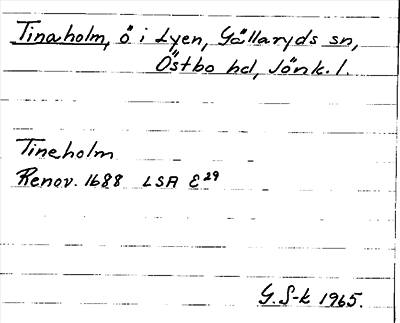 Tinaholm, ö i Lyen, Gällaryds sn,
Östbo hd, Jönk. l.
Tineholm
Renov. 1688 LSA E29
G. S-k 1965.